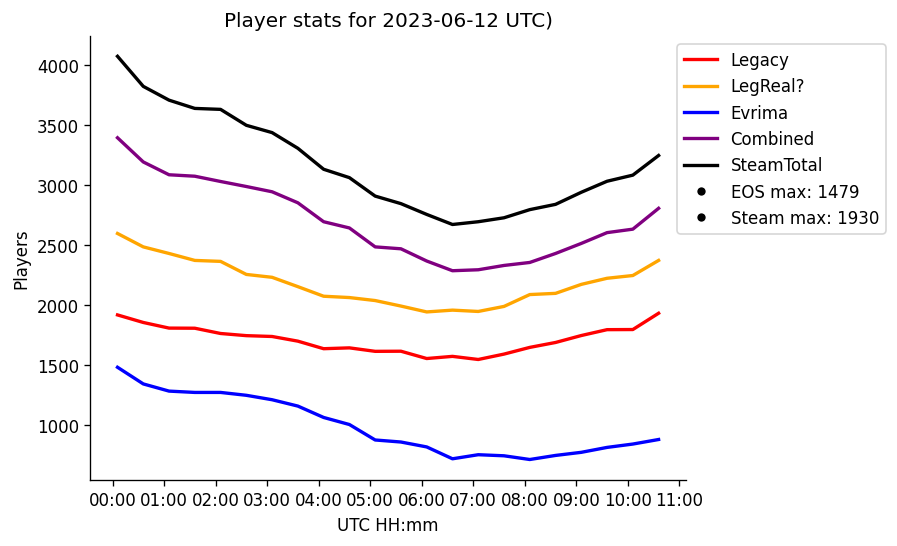 Player stats for 2023-06-12 UTC)
Legacy
LegReal?
Evrima
Combined
SteamTotal
EOS max: 1479
Steam max: 1930
Players
4000
3500
3000
2500
2000
1500
1000
00:00 01:00 02:00 03:00 04:00 05:00 06:00 07:00 08:00 09:00 10:00 11:00
UTC HH:mm